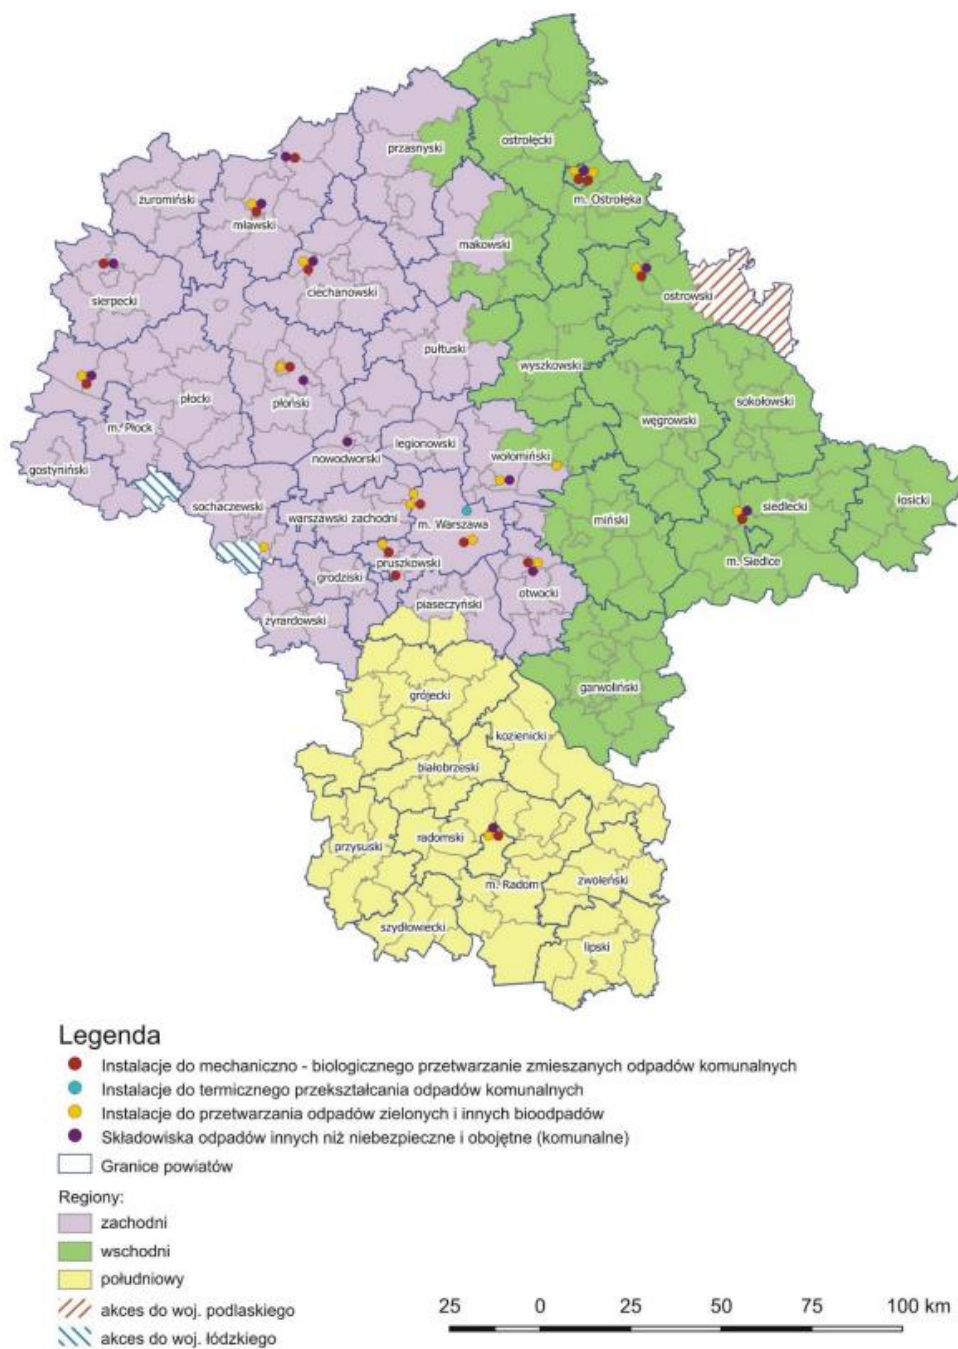 ostrołęcki
przasnyski
żuromiński
m. Ostrołęka
mławski
makowski
sierpecki
ciechanowski
ostrowski
pułtuski
wyszkowski
płocki
płoński
sokołowski
m. Płock
węgrowski
legionowski
wołomiński
gostyniński
nowodworski
sochaczewski
siedlecki
łosicki
warszawski zachodni
m. Warszawa
miński
pruszkowski
m. Siedlce
grodziski
otwocki
piaseczyński
żyrardowski
garwoliński
grójecki
kozienicki
białobrzeski
radomski
przysuski
m. Radom
zwoleński
szydłowiecki
lipski
Legenda
Instalacje do mechaniczno - biologicznego przetwarzanie zmieszanych odpadów komunalnych
Instalacje do termicznego przekształcania odpadów komunalnych
Instalacje do przetwarzania odpadów zielonych i innych bioodpadów
Składowiska odpadów innych niż niebezpieczne i obojętne (komunalne)
Granice powiatów
Regiony:
zachodni
wschodni
południowy
akces do woj. podlaskiego
akces do woj. łódzkiego
25 0 25 50 75 100 km